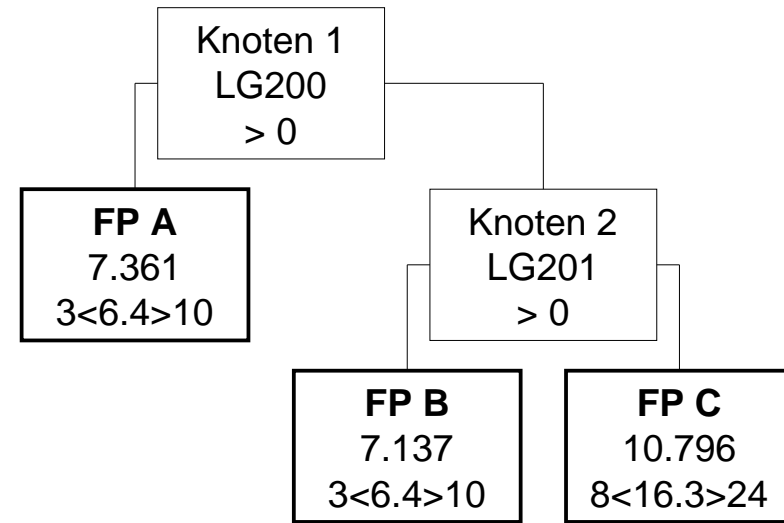 Knoten 1
LG200
> 0
FP A
7.361
3<6.4>10
Knoten 2
LG201
> 0
FP B
7.137
3<6.4>10
FP C
10.796
8<16.3>24